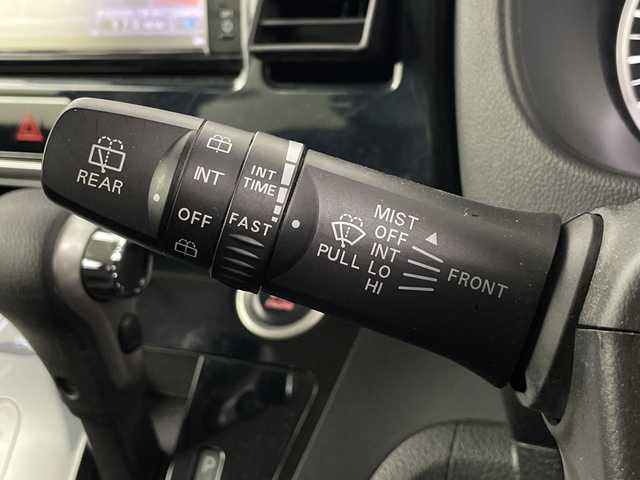 REAR
INT
OFF
INT
TIME
FAST
PULL
MIST
OFF
INT
LO
HI
FRONT
P